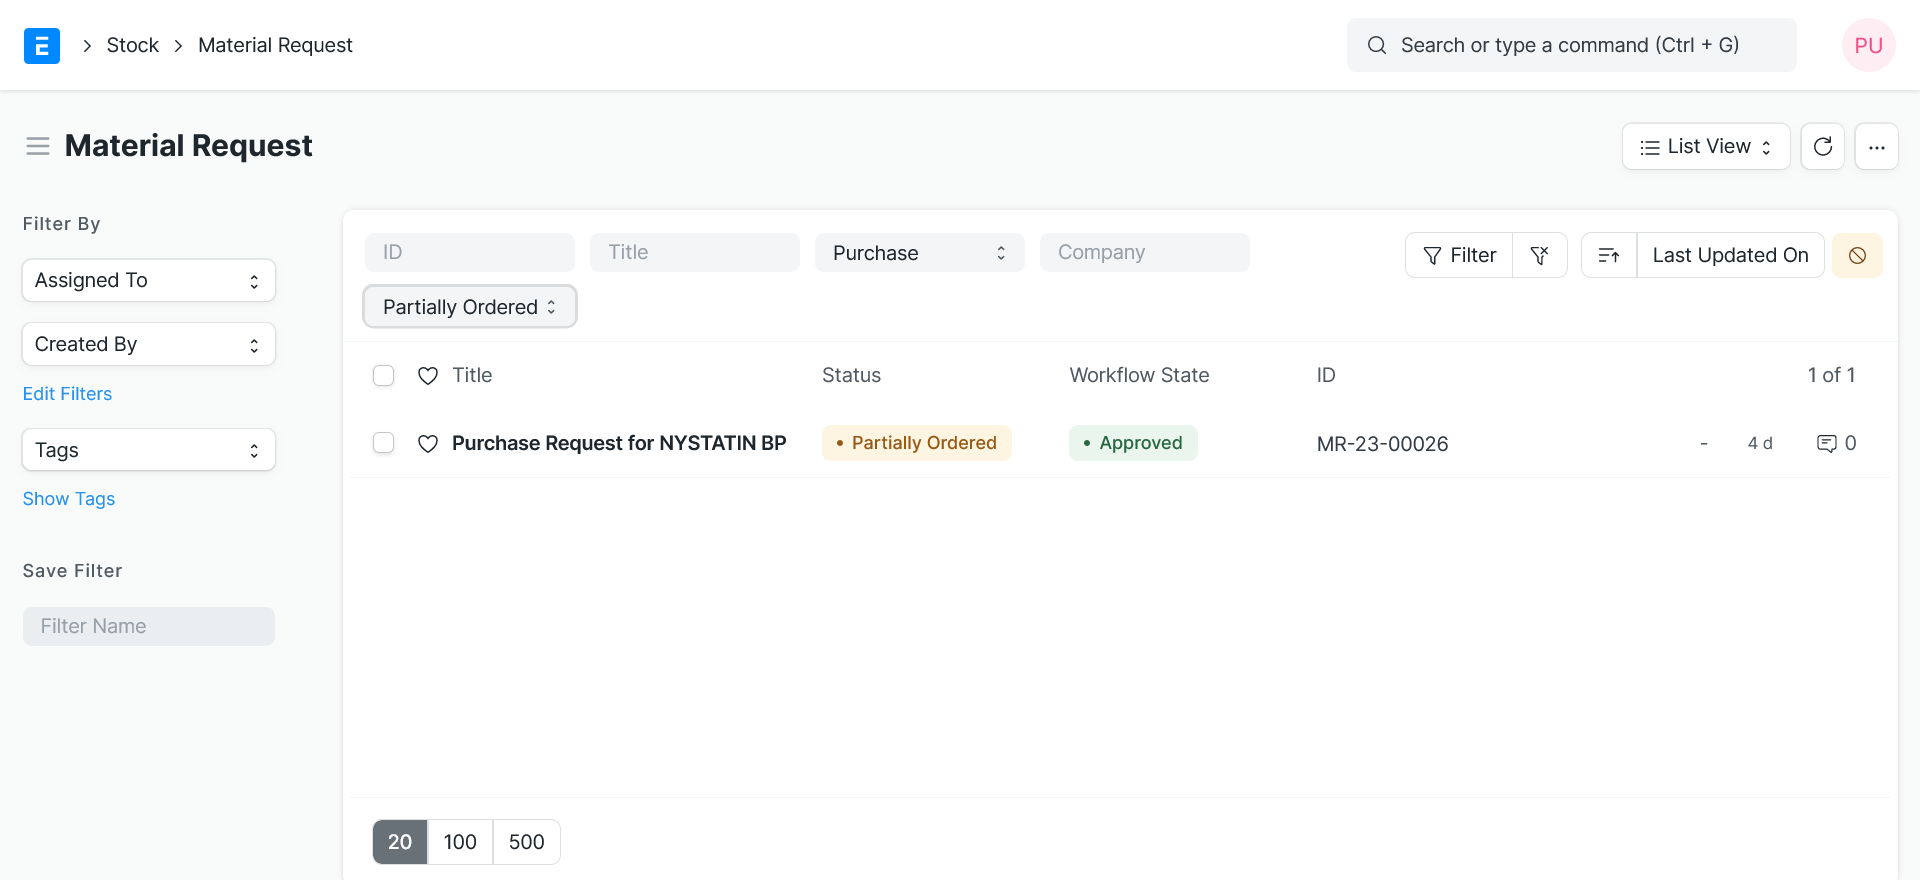 E
Stock
Material Request
Search or type a command (Ctrl + G)
PU
Material Request
List View
...
Filter By
Assigned To
Created By
Edit Filters
Tags
Show Tags
Save Filter
Filter Name
ID
Title
Purchase
Company
Filter
Last Updated On
Partially Ordered
Title
Status
Workflow State
ID
1 of 1
Purchase Request for NYSTATIN BP
• Partially Ordered
• Approved
MR-23-00026
-
4 d
0
20
100
500